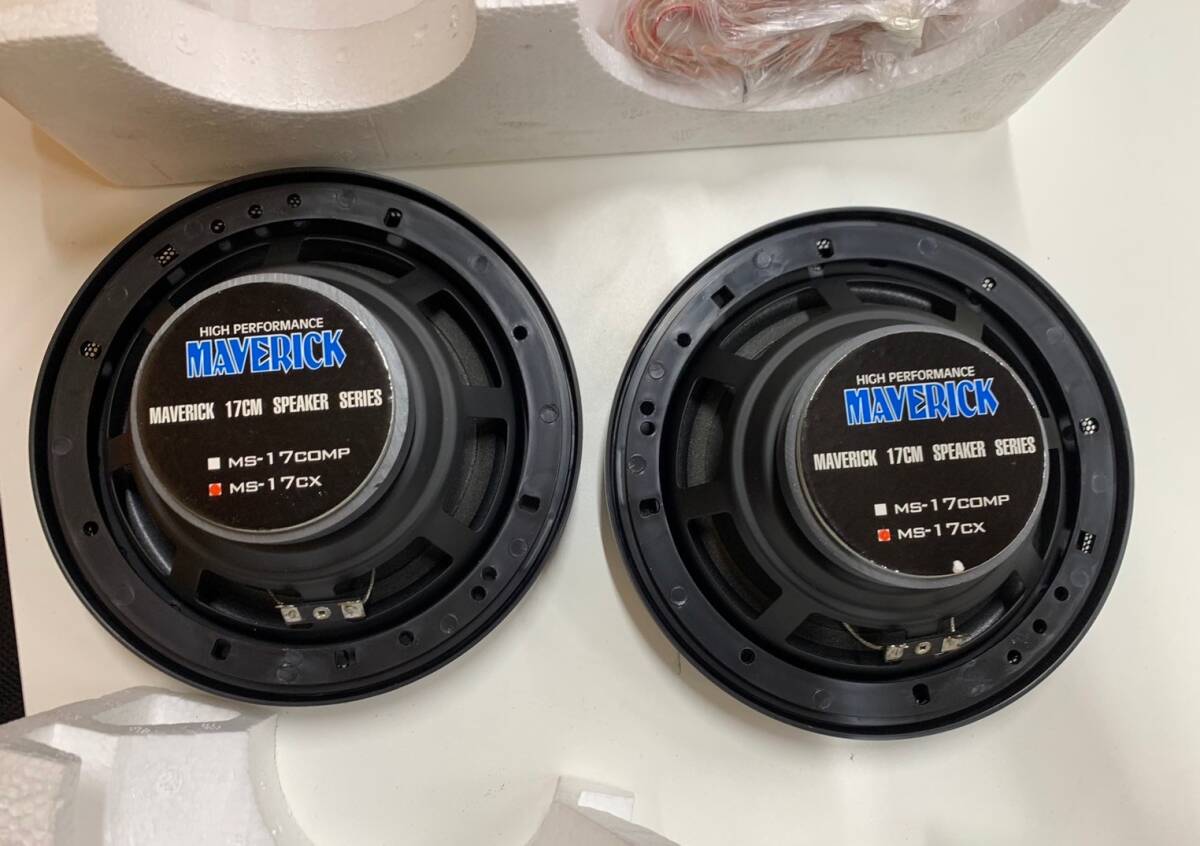 HIGH PERFORMANCE
MAVERICK
MAVERICK 17CM SPEAKER SERIES
MS-17COMP
MS-17CX
HIGH PERFORMANCE
MAVERICK
MAVERICK 17CM SPEAKER SERIES
MS-17COMP
MS-17CX